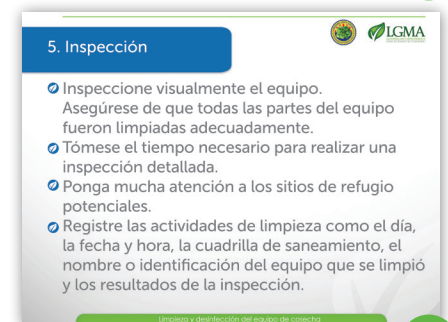 5. Inspección
LGMA
Inspeccione visualmente el equipo.
Asegúrese de que todas las partes del equipo
fueron limpiadas adecuadamente.
Tómese el tiempo necesario para realizar una
inspección detallada.
Ponga mucha atención a los sitios de refugio
potenciales.
Registre las actividades de limpieza como el día,
la fecha y hora, la cuadrilla de saneamiento, el
nombre o identificación del equipo que se limpió
y los resultados de la inspección.
Limpieza y desinfección del equipo de cosecha